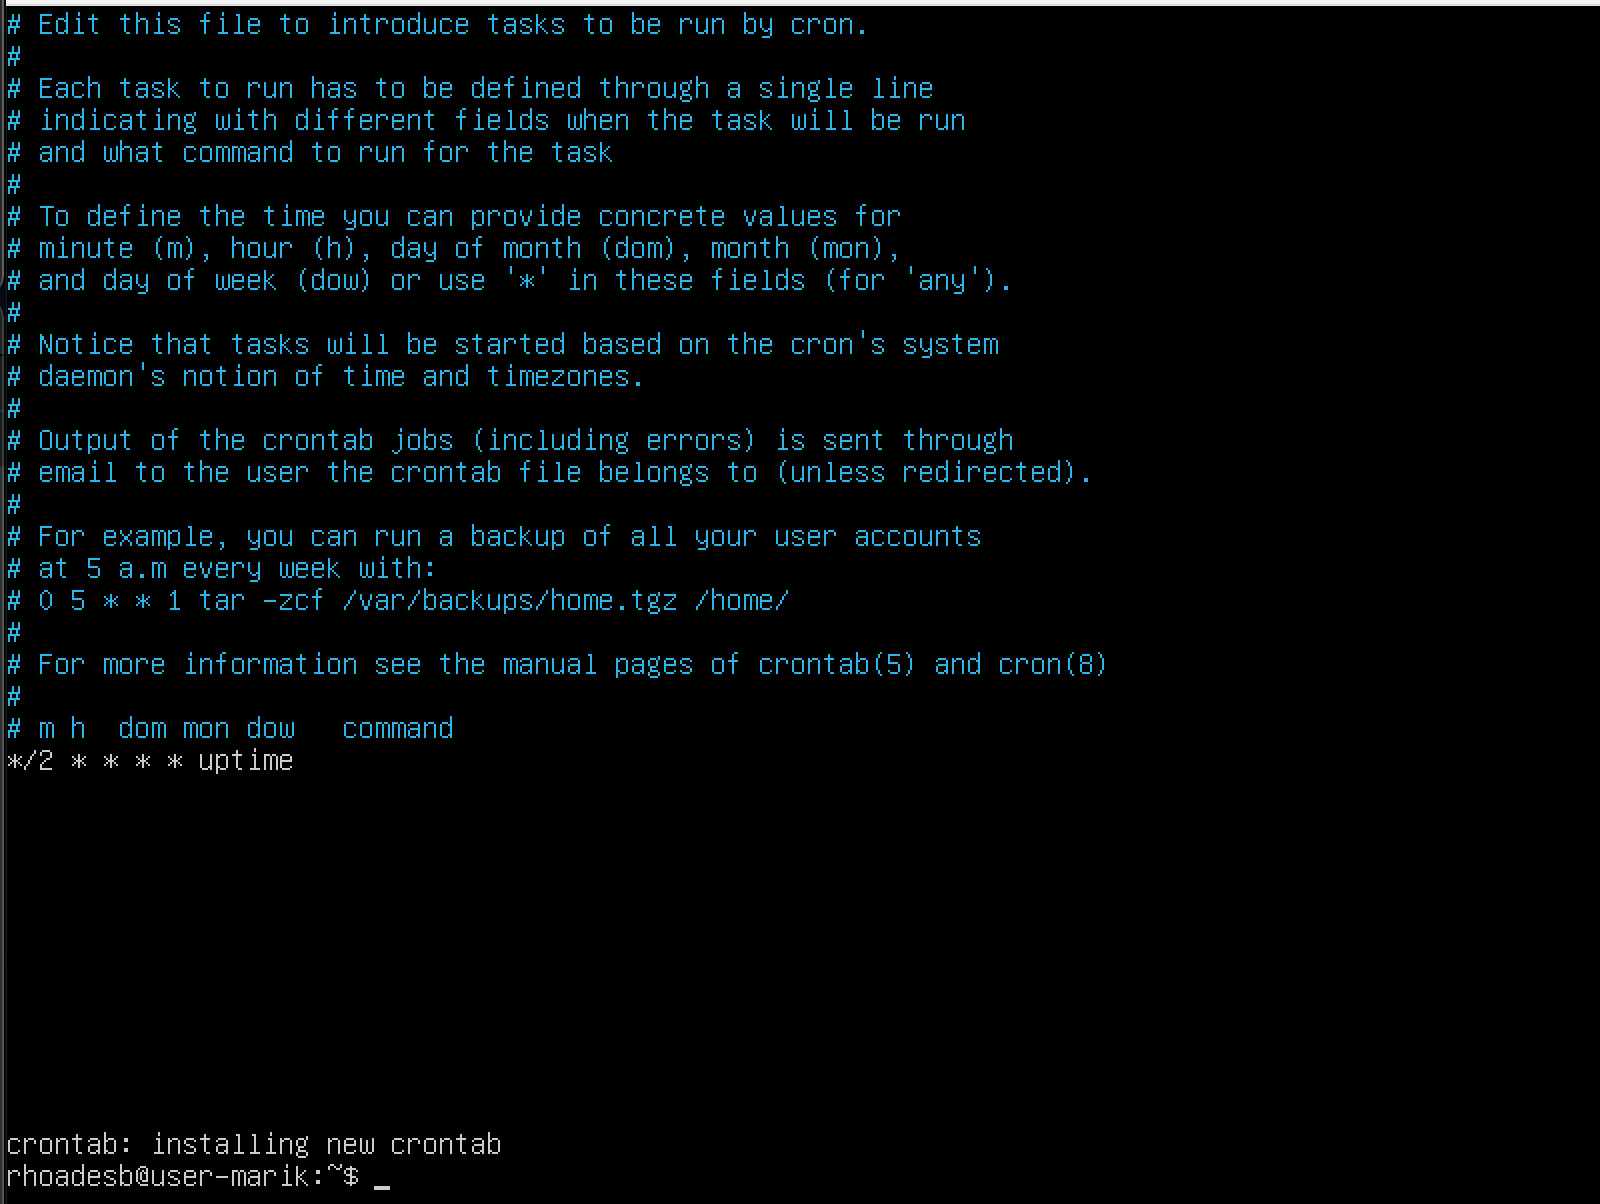 # Edit this file to introduce tasks to be run by cron.
#
# Each task to run has to be defined through a single line
# indicating with different fields when the task will be run
# and what command to run for the task
#
# To define the time you can provide concrete values for
# minute (m), hour (h), day of month (dom), month (mon),
# and day of week (dow) or use '*' in these fields (for 'any').
#
# Notice that tasks will be started based on the cron's system
# daemon's notion of time and timezones.
#
# Output of the crontab jobs (including errors) is sent through
# email to the user the crontab file belongs to (unless redirected).
#
# For example, you can run a backup of all your user accounts
# at 5 a.m every week with:
# 0 5 * * 1 tar -zcf /var/backups/home.tgz /home/
#
# For more information see the manual pages of crontab(5) and cron(8)
#
# m h  dom mon dow   command
*/2 * * * * uptime
crontab: installing new crontab
rhoadesb@user-marik:~$ _